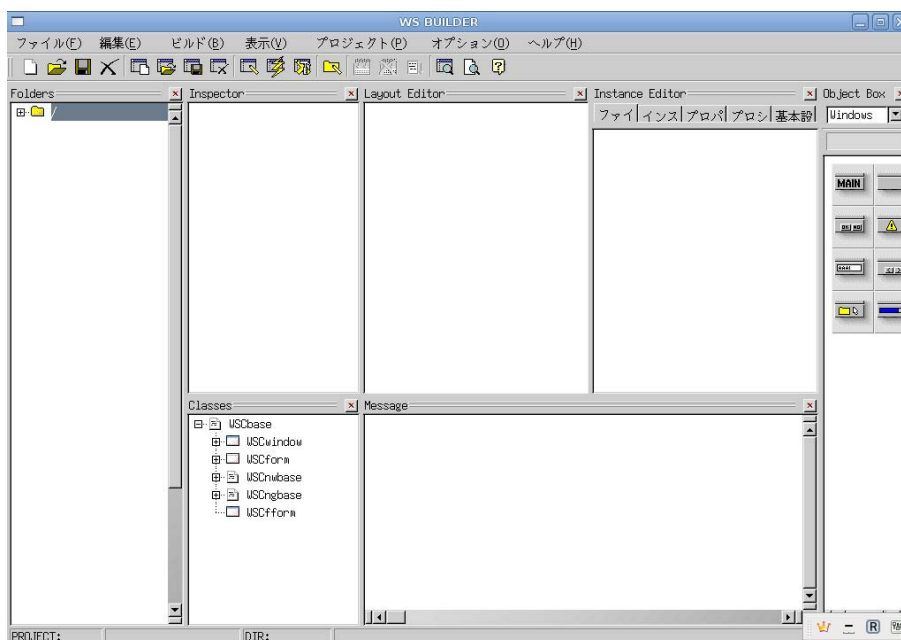 WS BUILDER
ファイル(F) 編集(E) ビルド(B) 表示(V) プロジェクト(P) オプション(O) ヘルプ(H)
Folders Inspector Layout Editor Instance Editor Object Box
/ ファイ インス プロパ プロシ 基本設 Windows
MAIN
Classes Message
WSCbase
WSCwindow
WSCform
WSCnwbase
WSCngbase
WSCfform
R
PROJECT: DIR: